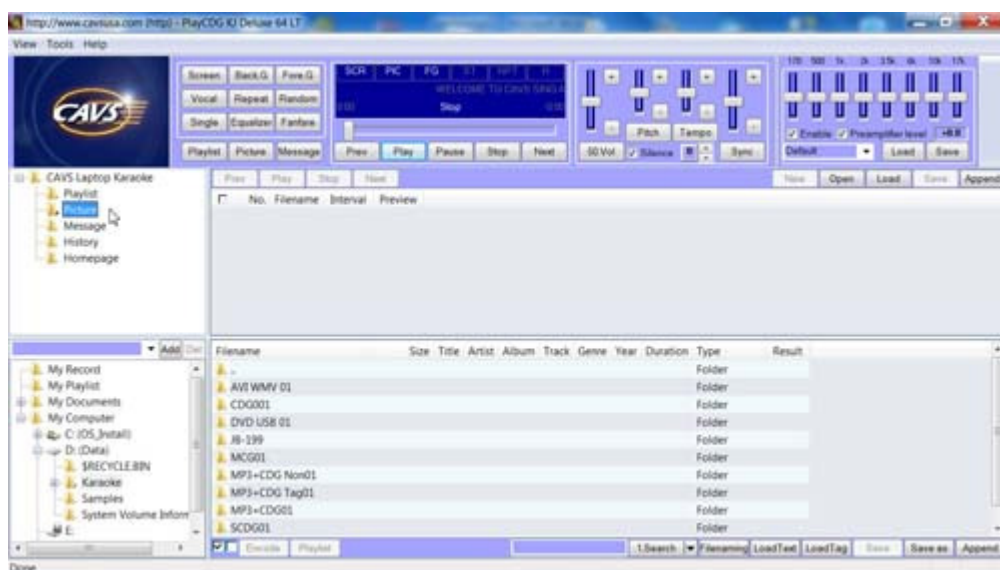 http://www.cavsusa.com (http) - PlayCDG KJ Deluxe 64 LT
View Tools Help
CAVS
Screen Back.G Fore.G
Vocal Repeat Random
Single Equalizer Fanfare
Playlist Picture Message
SCR PIC FG
WELCOME TO CAVS
Stop
Prev Play Pause Stop Next
Pitch Tempo
50.Vol Silence Sync
Enable Preamplifier level
Default Load Save
CAVS Laptop Karaoke
Playlist
Picture
Message
History
Homepage
Prev Play Stop Next
New Open Load Save Append
No. Filename Interval Preview
Add Del
My Record
My Playlist
My Documents
My Computer
C: (OS_Install)
D: (Data)
$RECYCLE.BIN
Karaoke
Samples
System Volume Inform
E:
Filename Size Title Artist Album Track Genre Year Duration Type Result
.. Folder
AVI WMV 01 Folder
CDG001 Folder
DVD USB 01 Folder
JB-199 Folder
MCG01 Folder
MP3+CDG Non01 Folder
MP3+CDG Tag01 Folder
MP3+CDG01 Folder
SCDG01 Folder
Encode Playlist
1.Search Filenaming LoadText LoadTag Save Save as Append
Done